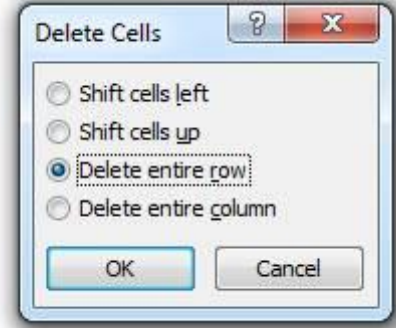 Delete Cells ?
Shift cells left
Shift cells up
Delete entire row
Delete entire column
OK Cancel